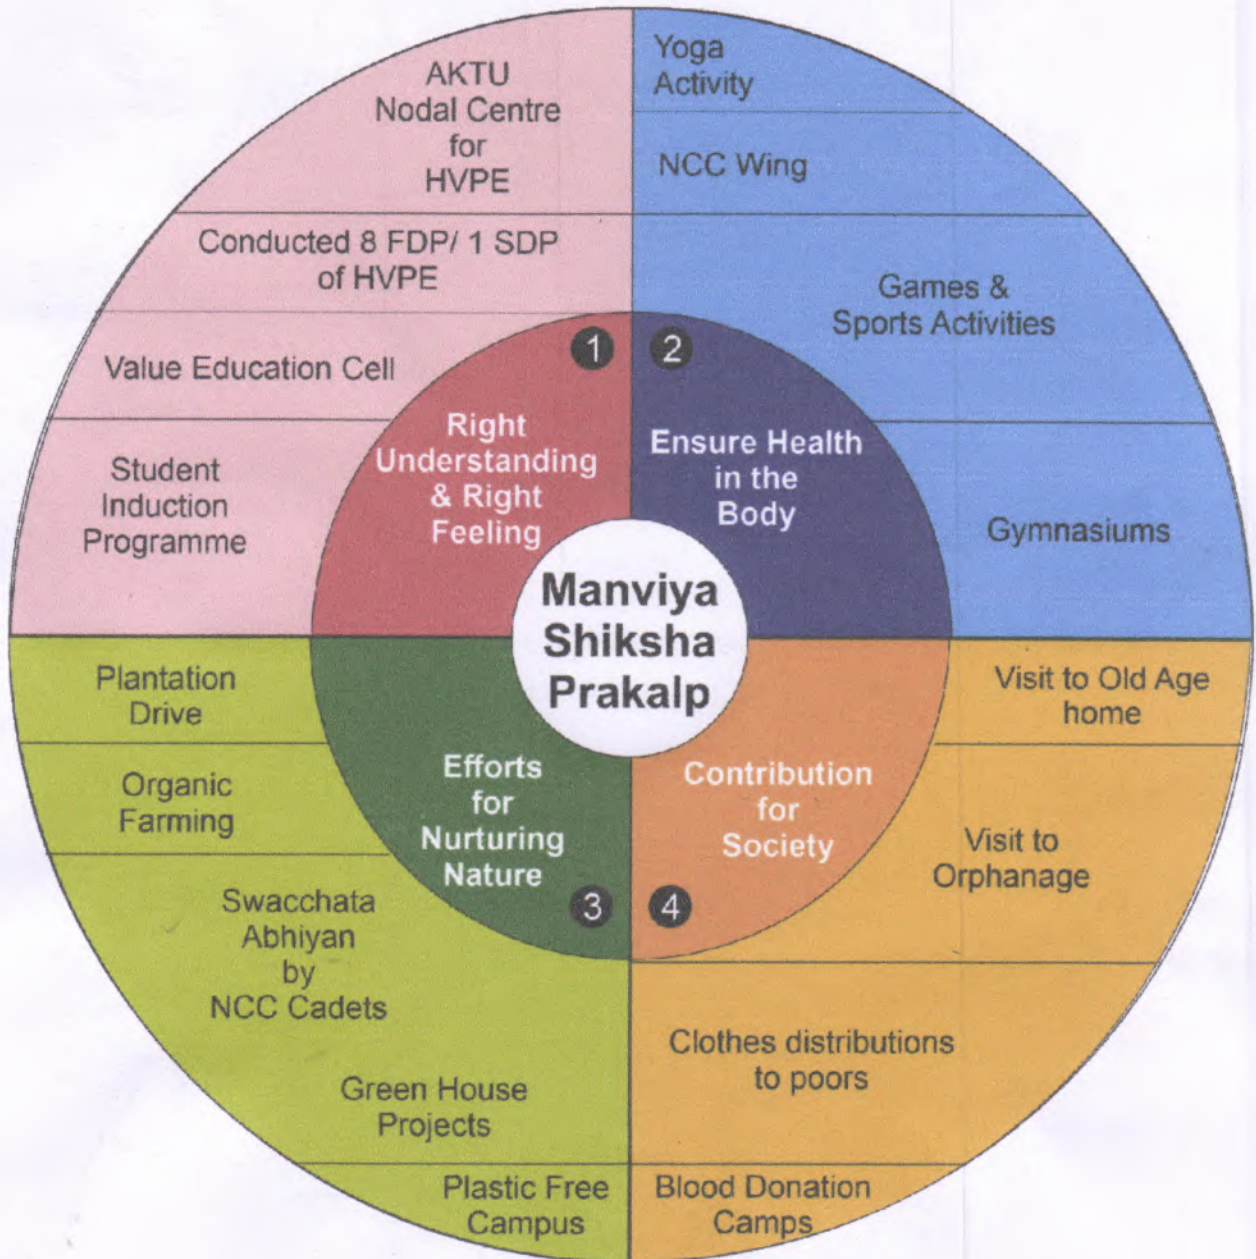 AKTU
Nodal Centre
for
HVPE
Conducted 8 FDP/ 1 SDP
of HVPE
Value Education Cell
Student
Induction
Programme
1
Right
Understanding
& Right
Feeling
Yoga
Activity
NCC Wing
Games &
Sports Activities
Gymnasiums
2
Ensure Health
in the
Body
Manviya
Shiksha
Prakalp
Plantation
Drive
Organic
Farming
Swacchata
Abhiyan
by
NCC Cadets
Green House
Projects
Plastic Free
Campus
Efforts
for
Nurturing
Nature
3
Contribution
for
Society
4
Visit to Old Age
home
Visit to
Orphanage
Clothes distributions
to poors
Blood Donation
Camps